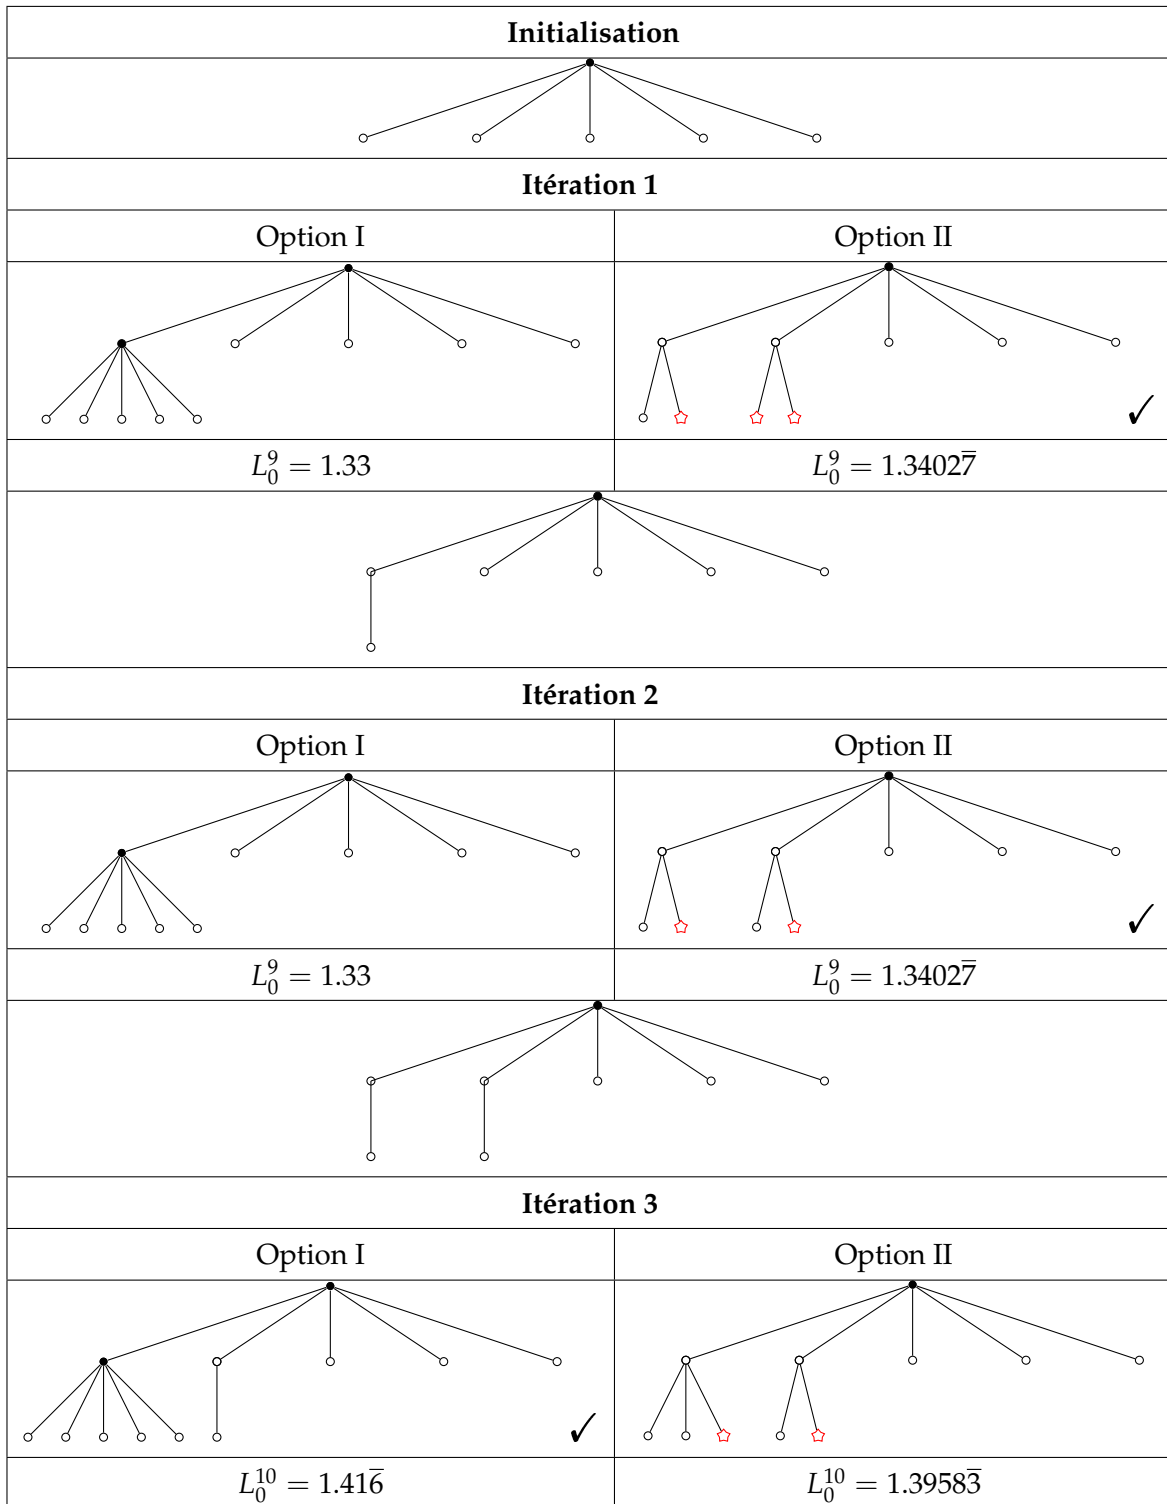 Initialisation
Itération 1
Option I Option II
✓
$L_0^9 = 1.33$ $L_0^9 = 1.3402\overline{7}$
Itération 2
Option I Option II
✓
$L_0^9 = 1.33$ $L_0^9 = 1.3402\overline{7}$
Itération 3
Option I Option II
✓
$L_0^{10} = 1.41\overline{6}$ $L_0^{10} = 1.3958\overline{3}$